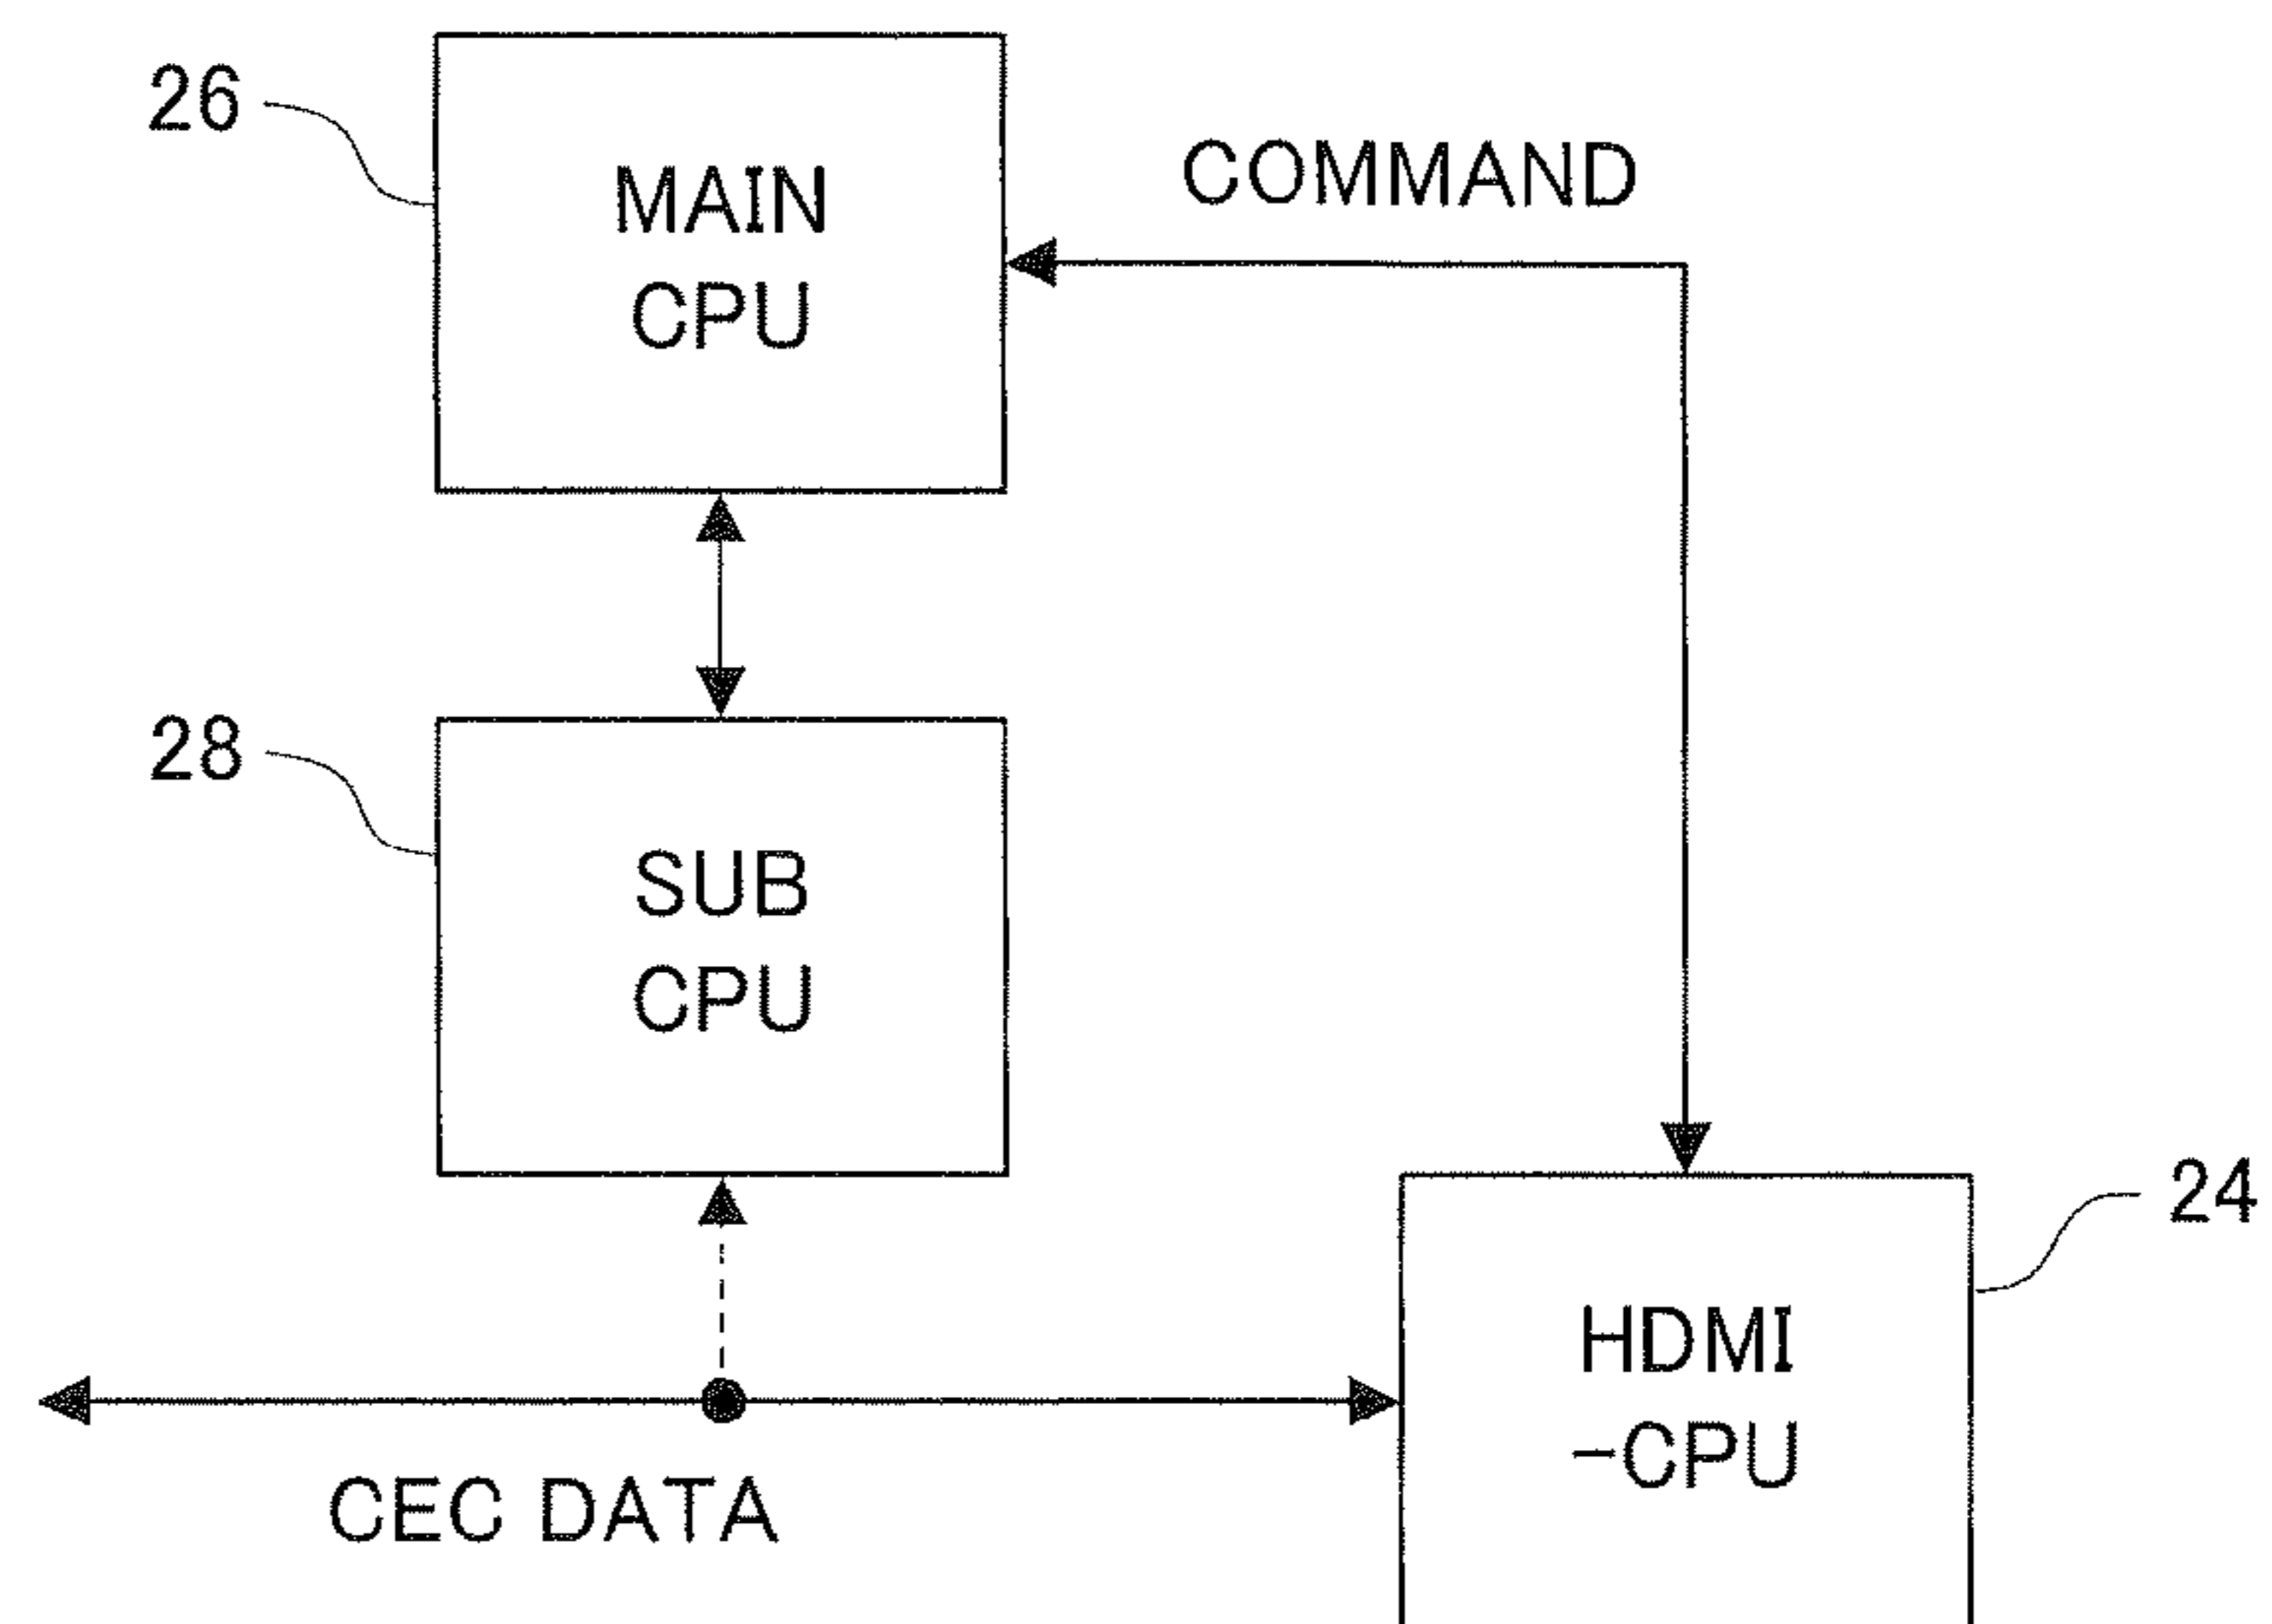 26
MAIN
CPU
COMMAND
28
SUB
CPU
24
HDMI
-CPU
CEC DATA